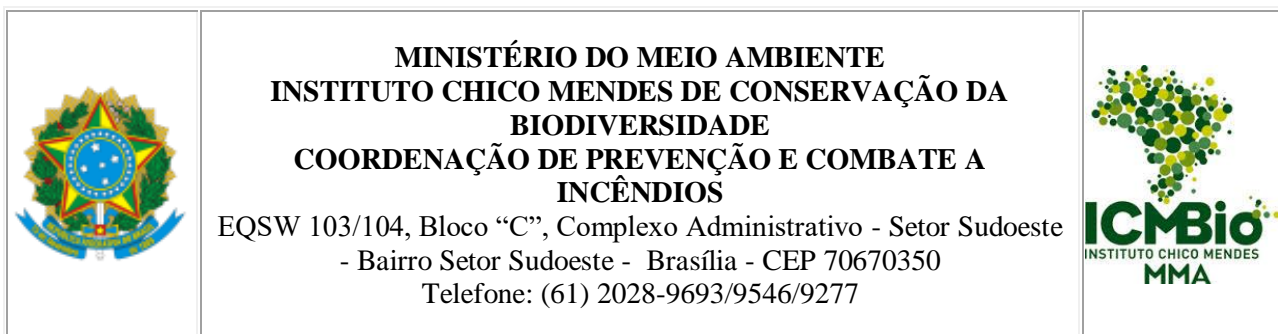 MINISTÉRIO DO MEIO AMBIENTE
INSTITUTO CHICO MENDES DE CONSERVAÇÃO DA
BIODIVERSIDADE
COORDENAÇÃO DE PREVENÇÃO E COMBATE A
INCÊNDIOS
EQSW 103/104, Bloco “C”, Complexo Administrativo - Setor Sudoeste
- Bairro Setor Sudoeste - Brasília - CEP 70670350
Telefone: (61) 2028-9693/9546/9277
ICMBio
INSTITUTO CHICO MENDES
MMA